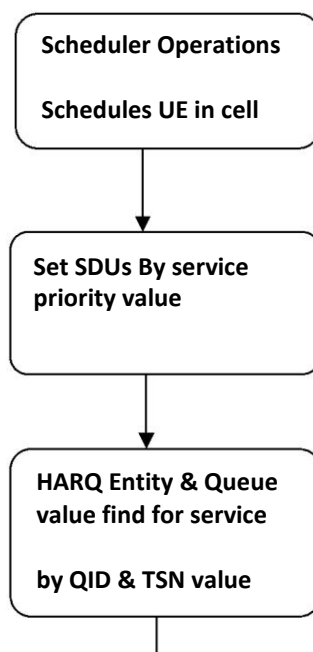 Scheduler Operations
Schedules UE in cell
Set SDUs By service
priority value
HARQ Entity & Queue
value find for service
by QID & TSN value